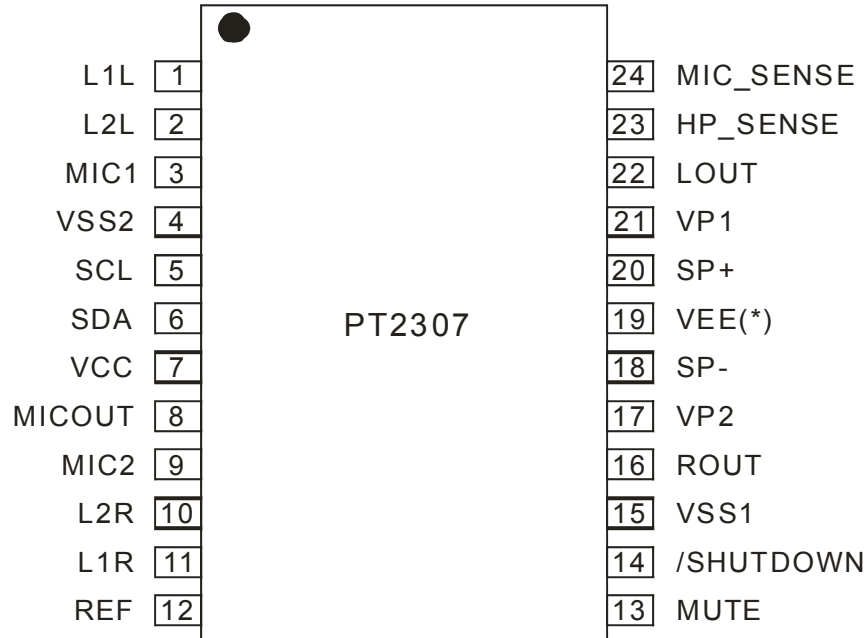 L1L 1 24 MIC_SENSE
L2L 2 23 HP_SENSE
MIC1 3 22 LOUT
VSS2 4 21 VP1
SCL 5 20 SP+
SDA 6 PT2307 19 VEE(*)
VCC 7 18 SP-
MICOUT 8 17 VP2
MIC2 9 16 ROUT
L2R 10 15 VSS1
L1R 11 14 /SHUTDOWN
REF 12 13 MUTE